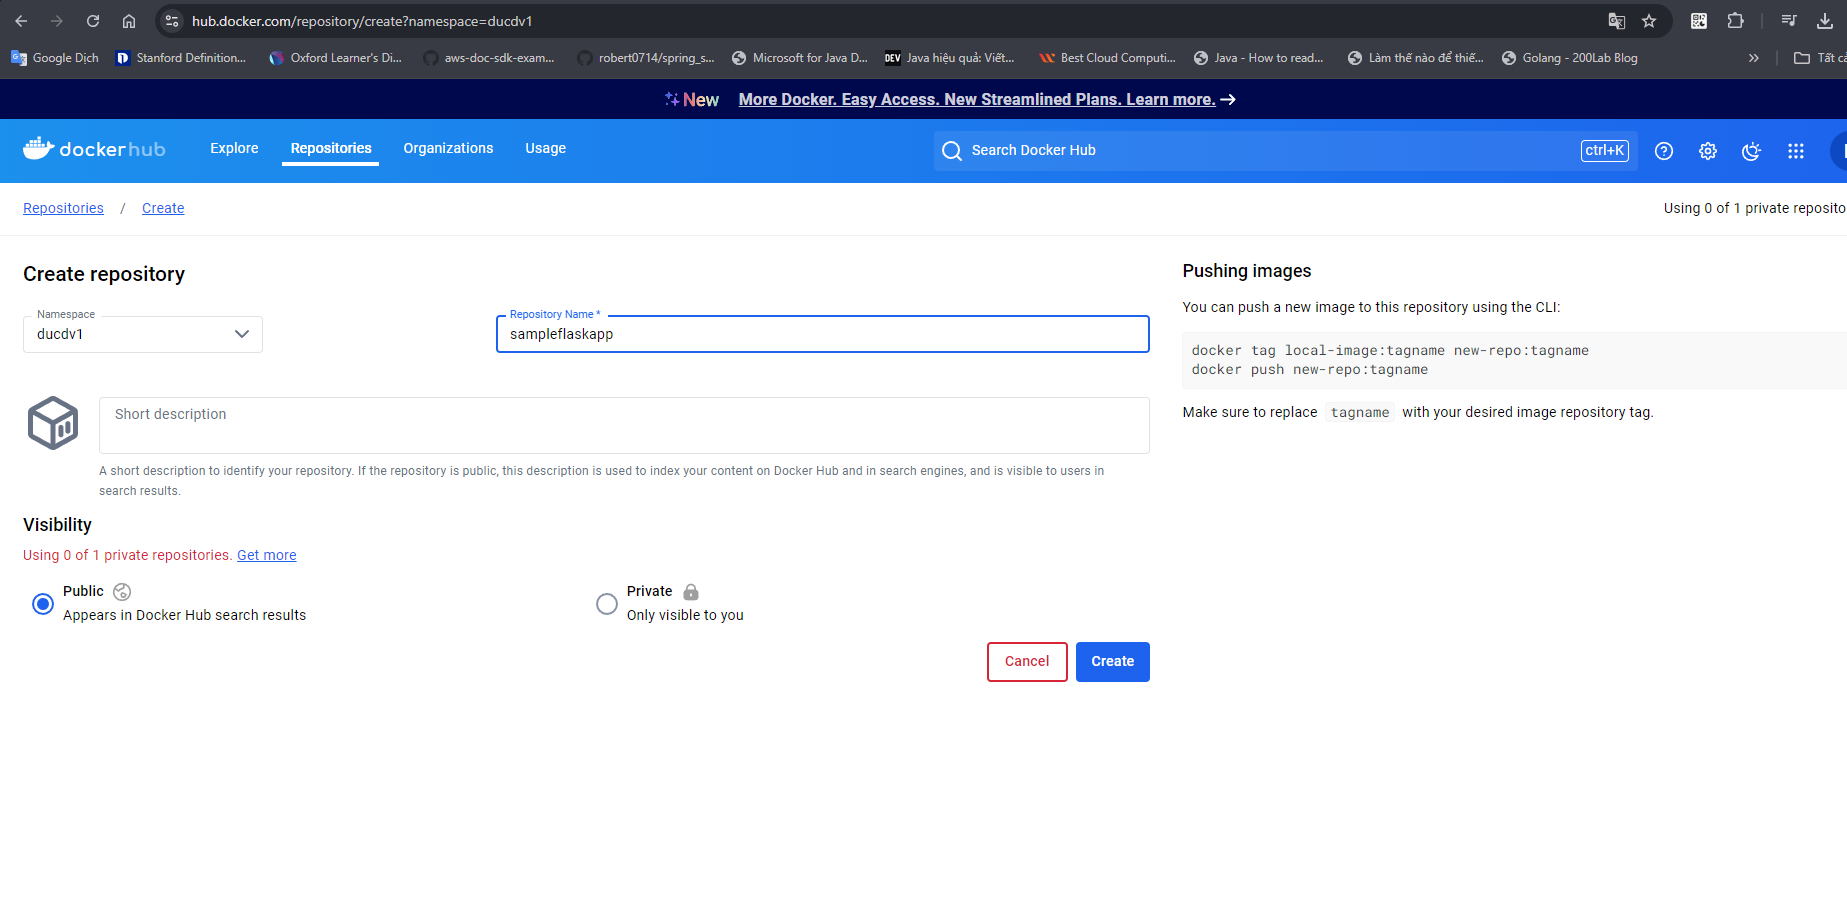 hub.docker.com/repository/create?namespace=ducdv1
Google Dịch
Stanford Definition...
Oxford Learner's Di...
aws-doc-sdk-exam...
robert0714/spring_s...
Microsoft for Java D...
DEV Java hiệu quả: Viết...
Best Cloud Computi...
Java - How to read...
Làm thế nào để thiế...
Golang - 200Lab Blog
»
Tất cả
New More Docker. Easy Access. New Streamlined Plans. Learn more. →
dockerhub
Explore
Repositories
Organizations
Usage
Search Docker Hub
ctrl+K
Repositories / Create
Using 0 of 1 private reposito
Create repository
Namespace
ducdv1
Repository Name *
sampleflaskapp
Short description
A short description to identify your repository. If the repository is public, this description is used to index your content on Docker Hub and in search engines, and is visible to users in
search results.
Visibility
Using 0 of 1 private repositories. Get more
Public
Appears in Docker Hub search results
Private
Only visible to you
Cancel
Create
Pushing images
You can push a new image to this repository using the CLI:
docker tag local-image:tagname new-repo:tagname
docker push new-repo:tagname
Make sure to replace tagname with your desired image repository tag.